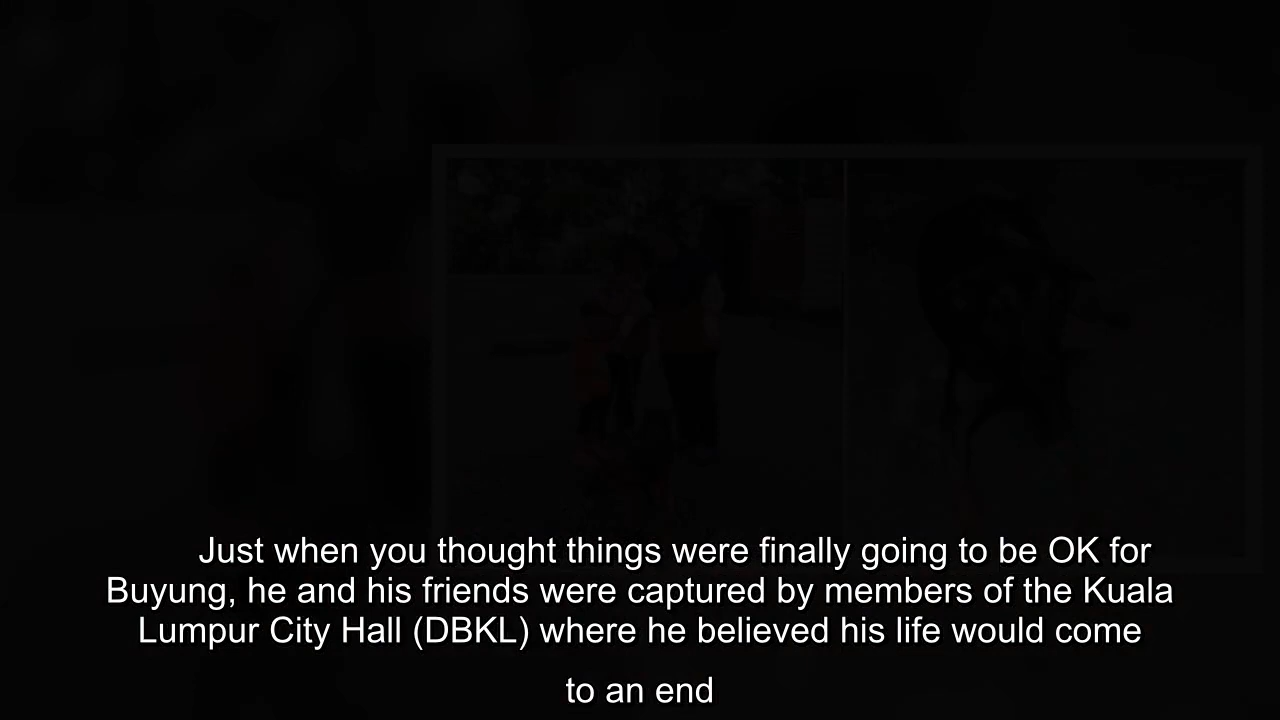 Just when you thought things were finally going to be OK for
Buyung, he and his friends were captured by members of the Kuala
Lumpur City Hall (DBKL) where he believed his life would come
to an end